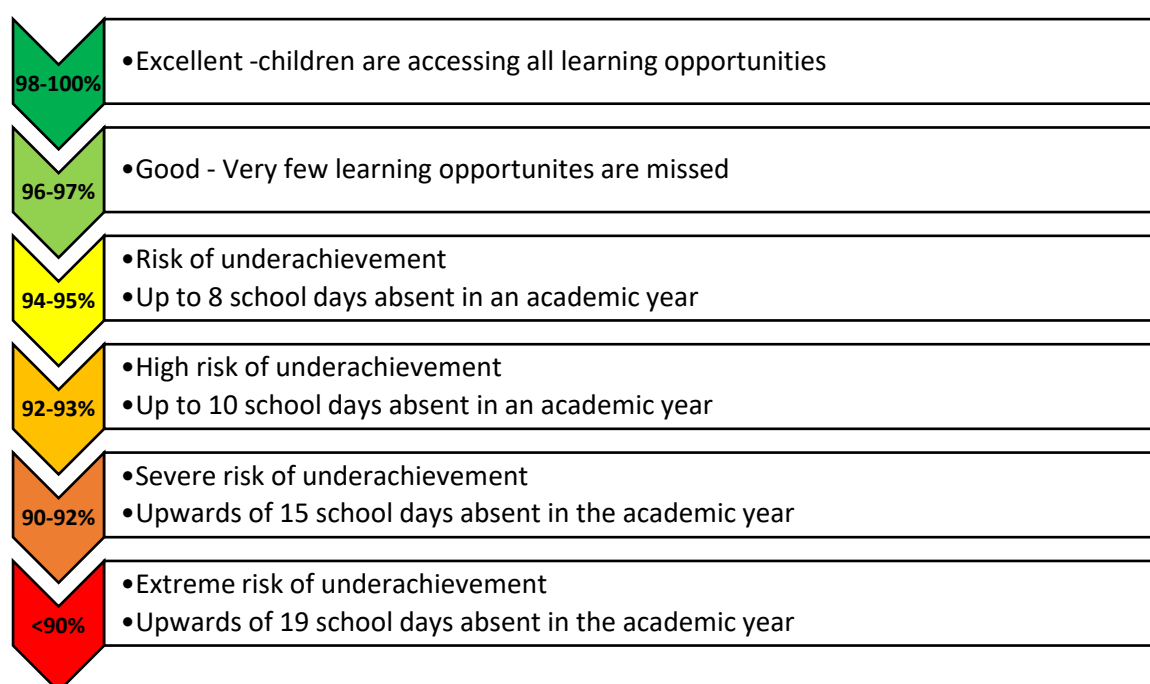 98-100%
•Excellent -children are accessing all learning opportunities
96-97%
•Good - Very few learning opportunites are missed
94-95%
•Risk of underachievement
•Up to 8 school days absent in an academic year
92-93%
•High risk of underachievement
•Up to 10 school days absent in an academic year
90-92%
•Severe risk of underachievement
•Upwards of 15 school days absent in the academic year
<90%
•Extreme risk of underachievement
•Upwards of 19 school days absent in the academic year